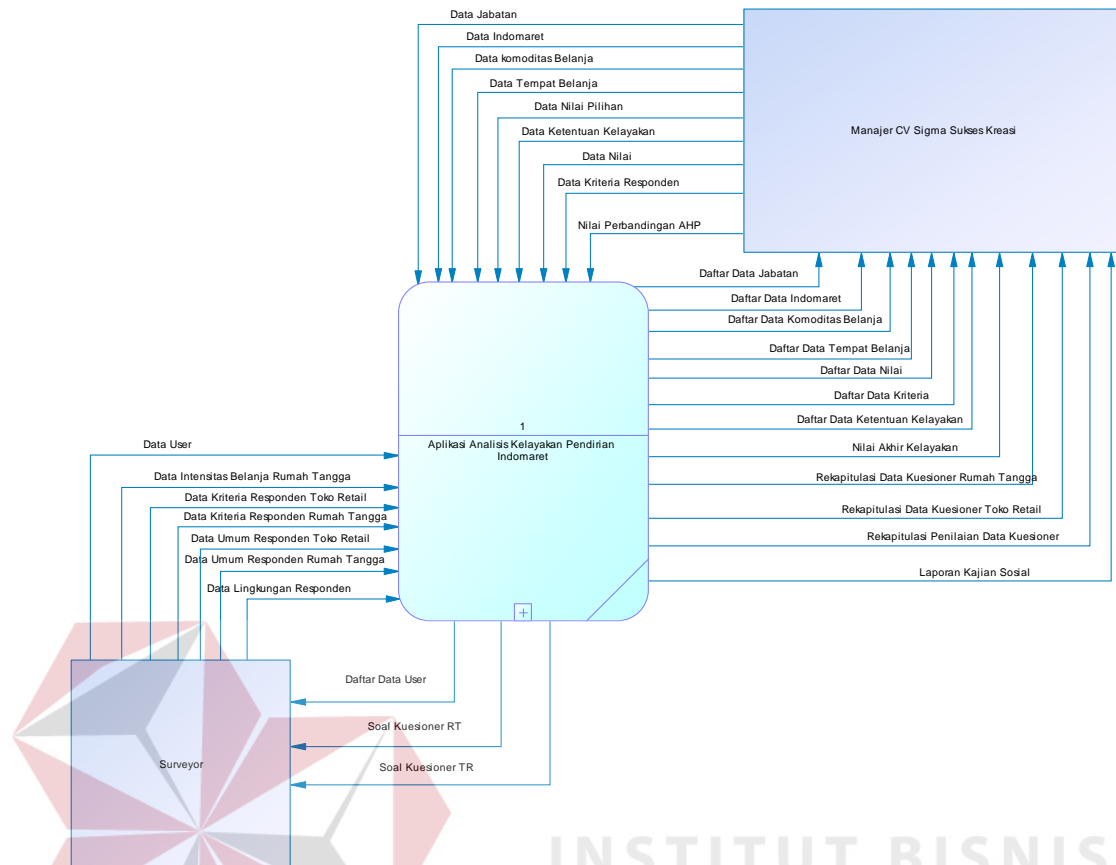 Data Jabatan
Data Indomaret
Data komoditas Belanja
Data Tempat Belanja
Data Nilai Pilihan
Data Ketentuan Kelayakan
Data Nilai
Data Kriteria Responden
Nilai Perbandingan AHP
Manajer CV Sigma Sukses Kreasi
Daftar Data Jabatan
Daftar Data Indomaret
Daftar Data Komoditas Belanja
Daftar Data Tempat Belanja
Daftar Data Nilai
Daftar Data Kriteria
Daftar Data Ketentuan Kelayakan
Nilai Akhir Kelayakan
Rekapitulasi Data Kuesioner Rumah Tangga
Rekapitulasi Data Kuesioner Toko Retail
Rekapitulasi Penilaian Data Kuesioner
Laporan Kajian Sosial
1
Aplikasi Analisis Kelayakan Pendirian
Indomaret
Data User
Data Intensitas Belanja Rumah Tangga
Data Kriteria Responden Toko Retail
Data Kriteria Responden Rumah Tangga
Data Umum Responden Toko Retail
Data Umum Responden Rumah Tangga
Data Lingkungan Responden
Daftar Data User
Soal Kuesioner RT
Soal Kuesioner TR
Surveyor
INSTITUT BISNIS